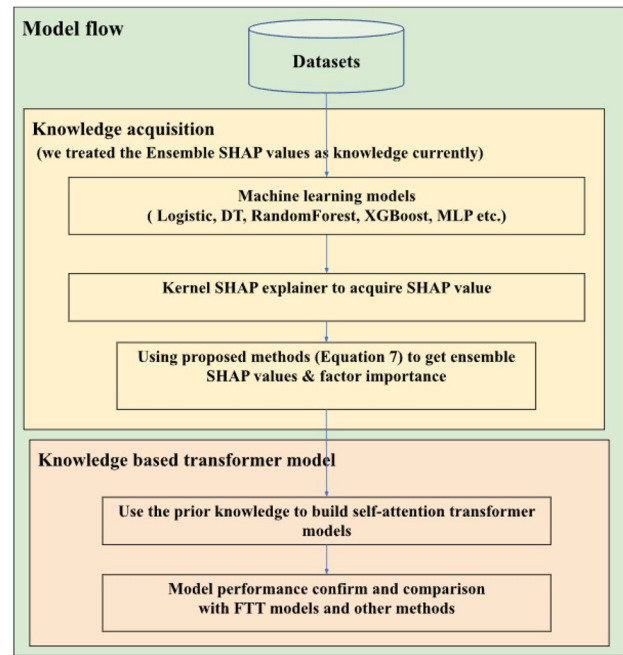 Model flow
Datasets
Knowledge acquisition
(we treated the Ensemble SHAP values as knowledge currently)
Machine learning models
( Logistic, DT, RandomForest, XGBoost, MLP etc.)
Kernel SHAP explainer to acquire SHAP value
Using proposed methods (Equation 7) to get ensemble
SHAP values & factor importance
Knowledge based transformer model
Use the prior knowledge to build self-attention transformer
models
Model performance confirm and comparison
with FTT models and other methods